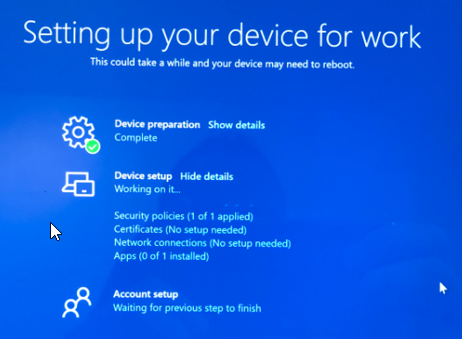 Setting up your device for work
This could take a while and your device may need to reboot.
Device preparation Show details
Complete
Device setup Hide details
Working on it...
Security policies (1 of 1 applied)
Certificates (No setup needed)
Network connections (No setup needed)
Apps (0 of 1 installed)
Account setup
Waiting for previous step to finish